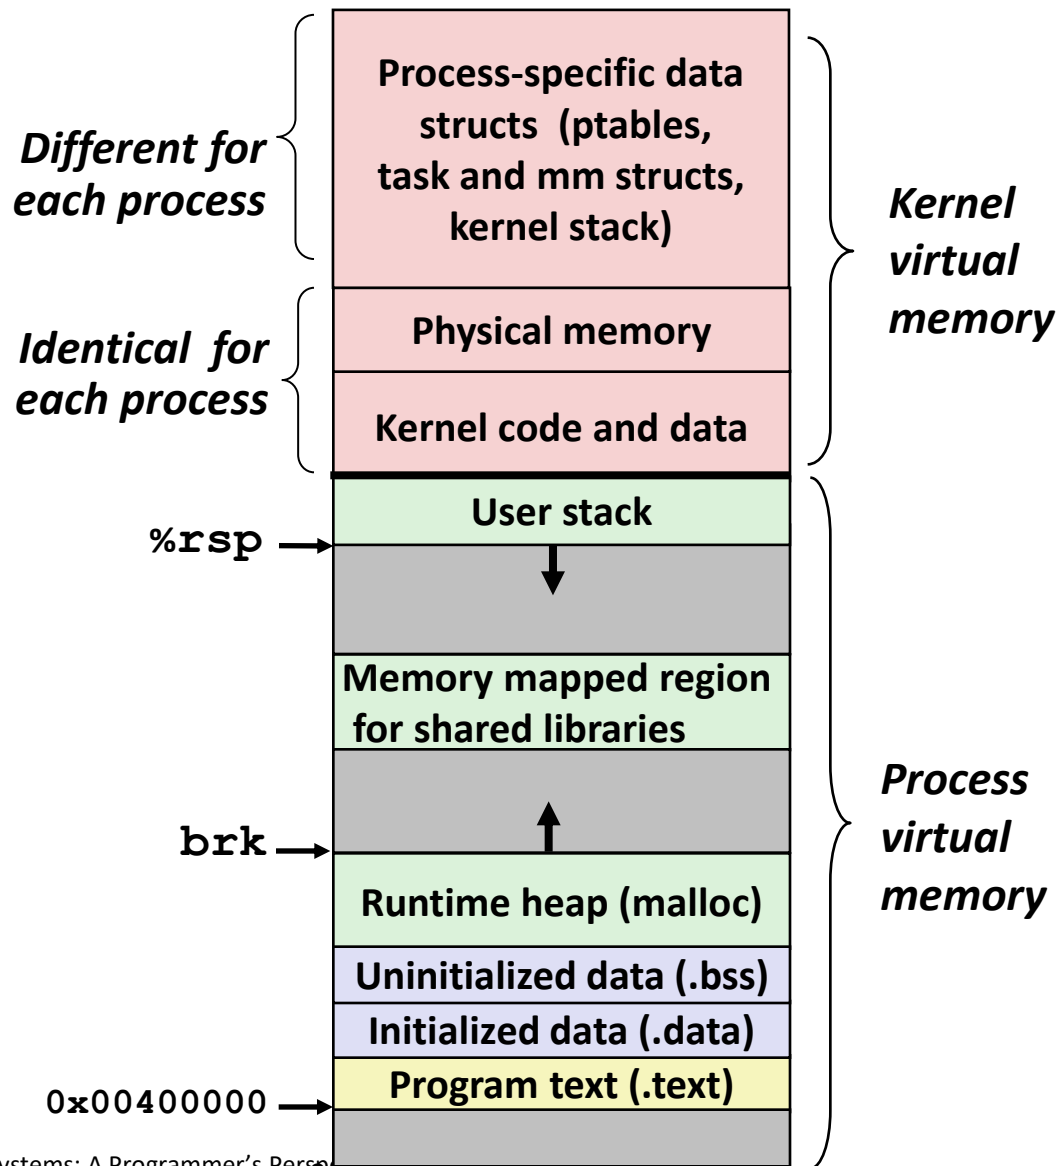 Process-specific data
structs (ptables,
task and mm structs,
kernel stack)
Different for
each process
Kernel
virtual
memory
Physical memory
Identical for
each process
Kernel code and data
User stack
%rsp
Memory mapped region
for shared libraries
Process
virtual
memory
brk
Runtime heap (malloc)
Uninitialized data (.bss)
Initialized data (.data)
Program text (.text)
0x00400000
A Programmer's